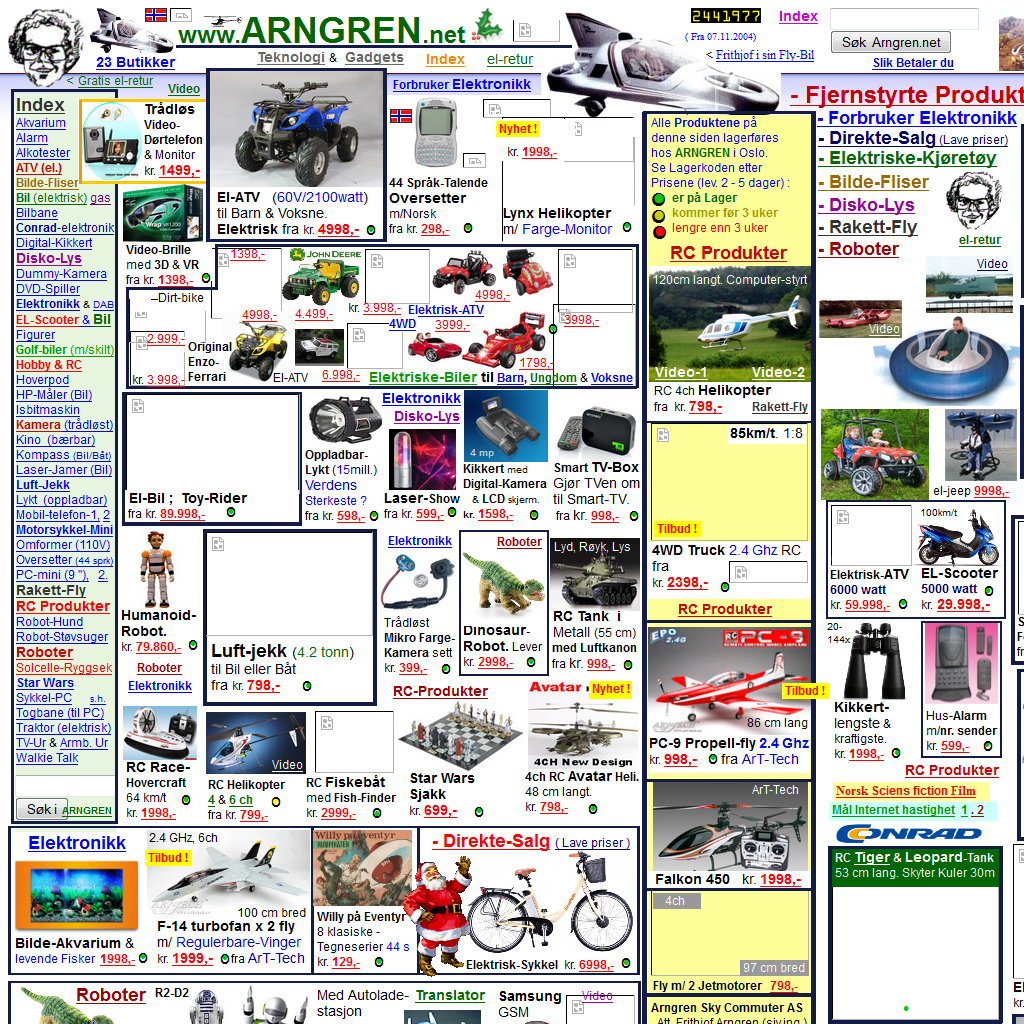 www.ARNGREN.net
23 Butikker
< Gratis el-retur
Teknologi & Gadgets
Index
el-retur
2441977
( Fra 07.11.2004)
Index
< Frithjof i sin Fly-Bil
Søk Arngren.net
Slik Betaler du
- Fjernstyrte Produkt
Video
Forbruker Elektronikk
Index
Akvarium
Alarm
Alkotester
ATV (el.)
Bilde-Fliser
Bil (elektrisk) gass
Bilbane
Conrad-elektronik
Digital-Kikkert
Disko-Lys
Dummy-Kamera
DVD-Spiller
Elektronikk & DAB
EL-Scooter & Bil
Figurer
Golf-biler (m/skilt)
Hobby & RC
Hoverpod
HP-Måler (Bil)
Isbitmaskin
Kamera (trådløst)
Kino (bærbar)
Kompass (Bil/Båt)
Laser-Jamer (Bil)
Luft-Jekk
Lykt (oppladbar)
Mobil-telefon-1, 2
Motorsykkel-Mini
Omformer (110V)
Oversetter (44 sprk)
PC-mini (9 "), 2.
Rakett-Fly
RC Produkter
Robot-Hund
Robot-Støvsuger
Roboter
Solcelle-Ryggsek
Star Wars
Sykkel-PC s.h.
Togbane (til PC)
Traktor (elektrisk)
TV-Ur & Armb. Ur
Walkie Talk
Søk i ARNGREN
Trådløs
Video-
Dørtelefon
& Monitor
kr. 1499,-
El-ATV (60V/2100watt)
til Barn & Voksne.
Elektrisk fra kr. 4998,-
44 Språk-Talende
Oversetter
m/Norsk
fra kr. 298,-
Nyhet !
kr. 1998,-
Lynx Helikopter
m/ Farge-Monitor
Alle Produktene på
denne siden lagerføres
hos ARNGREN i Oslo.
Se Lagerkoden etter
Prisene (lev. 2 - 5 dager) :
er på Lager
kommer før 3 uker
lengre enn 3 uker
RC Produkter
- Forbruker Elektronikk
- Direkte-Salg (Lave priser)
- Elektriske-Kjøretøy
- Bilde-Fliser
- Disko-Lys
- Rakett-Fly
- Roboter
el-retur
Video
Video
Video-Brille
med 3D & VR
fra kr. 1398,-
1398,-
JOHN DEERE
4998,-
–Dirt-bike
4998,-
4.499,-
kr. 3.998,-
Elektrisk-ATV
4WD
3999,-
3998,-
2.999,-
Original
Enzo-
Ferrari
kr. 3.998,-
El-ATV
6.998,-
1798,-
Elektriske-Biler til Barn, Ungdom & Voksne
120cm langt. Computer-styrt
Video-1
Video-2
RC 4ch Helikopter
fra kr. 798,-
Rakett-Fly
El-Bil ; Toy-Rider
fra kr. 89.998,-
Oppladbar-
Lykt (15mill.)
Verdens
Sterkeste ?
fra kr. 598,-
Elektronikk
Disko-Lys
Laser-Show
fra kr. 599,-
4 mp
Kikkert med
Digital-Kamera
& LCD skjerm.
kr. 1598,-
Smart TV-Box
Gjør TVen om
til Smart-TV.
fra kr. 998,-
85km/t. 1:8
Tilbud !
4WD Truck 2.4 Ghz RC
fra
kr. 2398,-
RC Produkter
el-jeep 9998,-
100km/t
Elektrisk-ATV
6000 watt
kr. 59.998,-
EL-Scooter
5000 watt
kr. 29.998,-
Humanoid-
Robot.
kr. 79.860,-
Roboter
Elektronikk
Luft-jekk (4.2 tonn)
til Bil eller Båt
fra kr. 798,-
Elektronikk
Trådløst
Mikro Farge-
Kamera sett
kr. 399,-
Roboter
Dinosaur-
Robot. Lever
kr. 2998,-
Lyd, Røyk, Lys
RC Tank i
Metall (55 cm)
med Luftkanon
fra kr. 998,-
EPO
2.4G
RC PC-9
Tilbud !
86 cm lang
PC-9 Propell-fly 2.4 Ghz
kr. 998,- fra ArT-Tech
20-
144x
Kikkert-
lengste &
kraftigste.
kr. 1998,-
Hus-Alarm
m/nr. sender
kr. 599,-
RC Produkter
RC Race-
Hovercraft
64 km/t
kr. 1998,-
Video
RC Helikopter
4 & 6 ch
fra kr. 799,-
RC Fiskebåt
med Fish-Finder
kr. 2999,-
RC-Produkter
Star Wars
Sjakk
kr. 699,-
Avatar
Nyhet !
4CH New Design
4ch RC Avatar Heli.
48 cm langt.
kr. 798,-
ArT-Tech
Falkon 450 kr. 1998,-
Norsk Sciens fiction Film
Mål Internet hastighet 1 . 2
CONRAD
RC Tiger & Leopard-Tank
53 cm lang. Skyter Kuler 30m
Elektronikk
Bilde-Akvarium &
levende Fisker 1998,-
2.4 GHz, 6ch
Tilbud !
100 cm bred
F-14 turbofan x 2 fly
m/ Regulerbare-Vinger
kr. 1999,- fra ArT-Tech
Willy på eventyr
ROMPIRATEN
Willy på Eventyr
8 klassiske -
Tegneserier 44 s
kr. 129,-
- Direkte-Salg ( Lave priser )
Elektrisk-Sykkel kr. 6998,-
4ch
97 cm bred
Fly m/ 2 Jetmotorer 798,-
Roboter
R2-D2
Med Autolade-
stasjon
Translator
Samsung
GSM
Video
Arngren Sky Commuter AS
Att. Frithjof Arngren (siv.ing.)